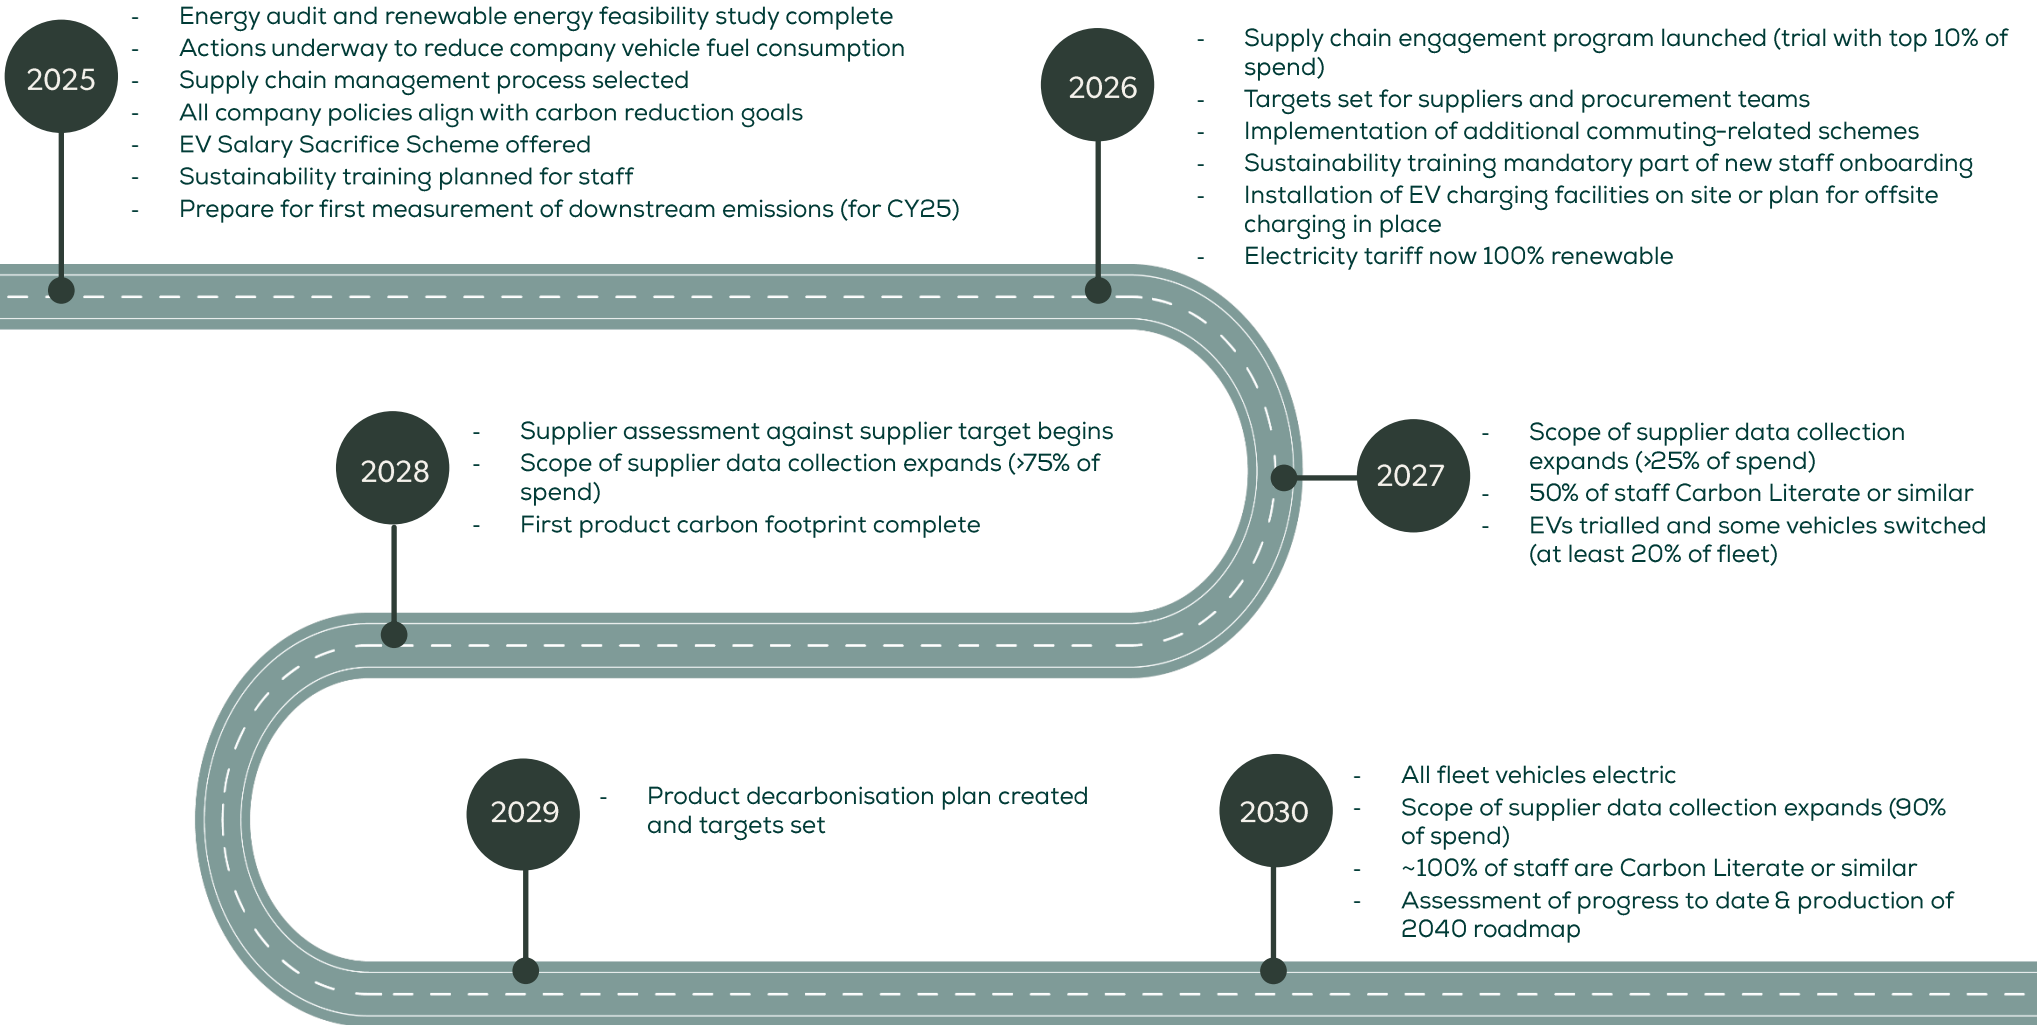 2025
- Energy audit and renewable energy feasibility study complete
- Actions underway to reduce company vehicle fuel consumption
- Supply chain management process selected
- All company policies align with carbon reduction goals
- EV Salary Sacrifice Scheme offered
- Sustainability training planned for staff
- Prepare for first measurement of downstream emissions (for CY25)
2026
- Supply chain engagement program launched (trial with top 10% of
spend)
- Targets set for suppliers and procurement teams
- Implementation of additional commuting-related schemes
- Sustainability training mandatory part of new staff onboarding
- Installation of EV charging facilities on site or plan for offsite
charging in place
- Electricity tariff now 100% renewable
2027
- Scope of supplier data collection
expands (>25% of spend)
- 50% of staff Carbon Literate or similar
- EVs trialled and some vehicles switched
(at least 20% of fleet)
2028
- Supplier assessment against supplier target begins
- Scope of supplier data collection expands (>75% of
spend)
- First product carbon footprint complete
2029
- Product decarbonisation plan created
and targets set
2030
- All fleet vehicles electric
- Scope of supplier data collection expands (90%
of spend)
- ~100% of staff are Carbon Literate or similar
- Assessment of progress to date & production of
2040 roadmap